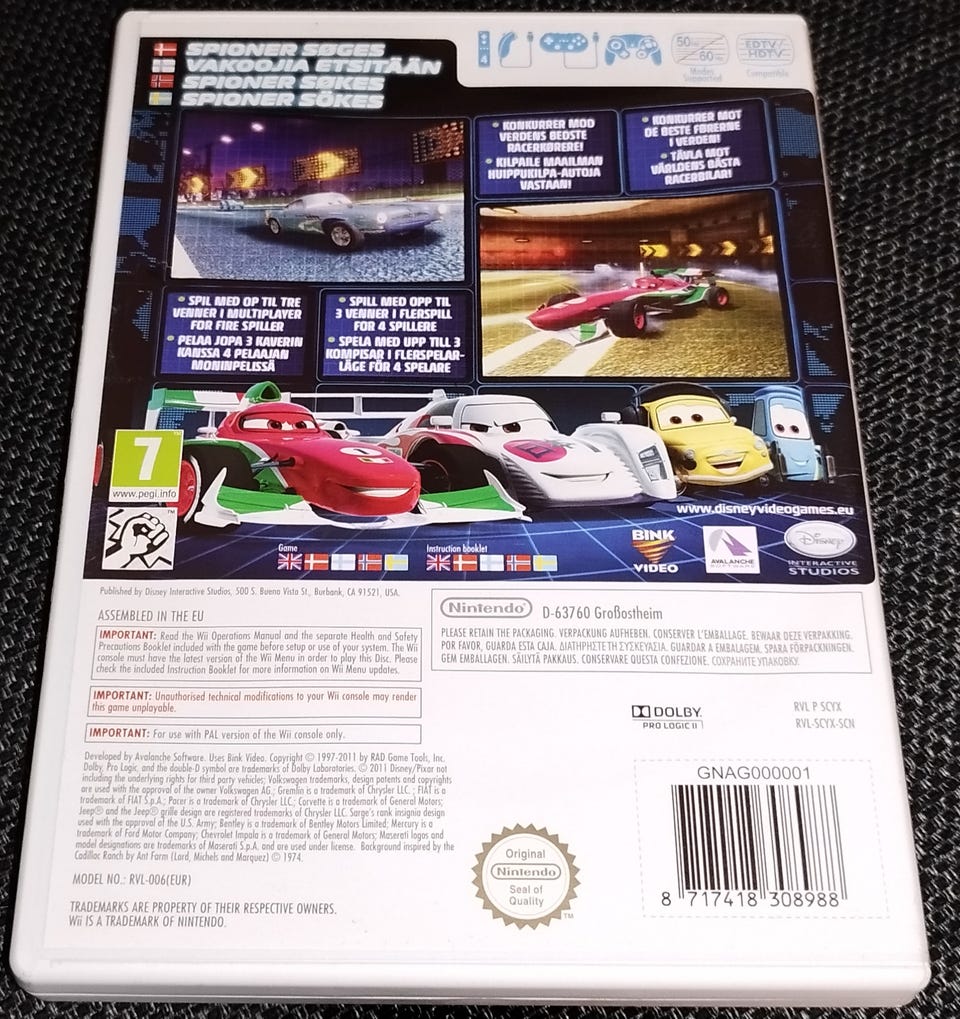 SPIONER SØGES
VAKOOJIA ETSITÄÄN
SPIONER SØKES
SPIONER SÖKES
4
50Hz
60Hz
Modes
Supported
EDTV
HDTV
Compatible
• KONKURRER MOD
VERDENS BEDSTE
RACERKØRERE!
• KILPAILE MAAILMAN
HUIPPUKILPA-AUTOJA
VASTAAN!
• KONKURRER MOT
DE BESTE FØRERNE
I VERDEN!
• TÄVLA MOT
VÄRLDENS BÄSTA
RACERBILAR!
• SPIL MED OP TIL TRE
VENNER I MULTIPLAYER
FOR FIRE SPILLER
• PELAA JOPA 3 KAVERIN
KANSSA 4 PELAAJAN
MONINPELISSÄ
• SPILL MED OPP TIL
3 VENNER I FLERSPILL
FOR 4 SPILLERE
• SPELA MED UPP TILL 3
KOMPISAR I FLERSPELAR-
LÄGE FÖR 4 SPELARE
7
www.pegi.info
1
www.disneyvideogames.eu
Game
Instruction booklet
BINK
VIDEO
AVALANCHE
SOFTWARE
Disney
INTERACTIVE
STUDIOS
Published by Disney Interactive Studios, 500 S. Buena Vista St., Burbank, CA 91521, USA.
ASSEMBLED IN THE EU
IMPORTANT: Read the Wii Operations Manual and the separate Health and Safety
Precautions Booklet included with the game before setup or use of your system. The Wii
console must have the latest version of the Wii Menu in order to play this Disc. Please
check the included Instruction Booklet for more information on Wii Menu updates.
IMPORTANT: Unauthorised technical modifications to your Wii console may render
this game unplayable.
IMPORTANT: For use with PAL version of the Wii console only.
Nintendo® D-63760 Großostheim
PLEASE RETAIN THE PACKAGING. VERPACKUNG AUFHEBEN. CONSERVER L'EMBALLAGE. BEWAAR DEZE VERPAKKING.
POR FAVOR, GUARDA ESTA CAJA. ΔΙΑΤΗΡΗΣΤΕ ΤΗ ΣΥΣΚΕΥΑΣΙΑ. GUARDAR A EMBALAGEM. SPARA FÖRPACKNINGEN.
GEM EMBALLAGEN. SÄILYTÄ PAKKAUS. CONSERVARE QUESTA CONFEZIONE. СОХРАНИТЕ УПАКОВКУ.
DOLBY
PRO LOGIC II
RVL P SCYX
RVL-SCYX-SCN
Developed by Avalanche Software. Uses Bink Video. Copyright © 1997-2011 by RAD Game Tools, Inc.
Dolby, Pro Logic, and the double-D symbol are trademarks of Dolby Laboratories. © 2011 Disney/Pixar not
including the underlying rights for third party vehicles; Volkswagen trademarks, design patents and copyrights
are used with the approval of the owner Volkswagen AG.; Gremlin is a trademark of Chrysler LLC. ; FIAT is a
trademark of FIAT S.p.A.; Pacer is a trademark of Chrysler LLC.; Corvette is a trademark of General Motors;
Jeep® and the Jeep® grille design are registered trademarks of Chrysler LLC. Sarge's rank insignia design
used with the approval of the U.S. Army; Bentley is a trademark of Bentley Motors Limited; Mercury is a
trademark of Ford Motor Company; Chevrolet Impala is a trademark of General Motors; Maserati logos and
model designations are trademarks of Maserati S.p.A. and are used under license. Background inspired by the
Cadillac Ranch by Ant Farm (Lord, Michels and Marquez) © 1974.
GNAG000001
8 717418 308988
Original
Nintendo®
Seal of
Quality
TM
MODEL NO.: RVL-006(EUR)
TRADEMARKS ARE PROPERTY OF THEIR RESPECTIVE OWNERS.
Wii IS A TRADEMARK OF NINTENDO.